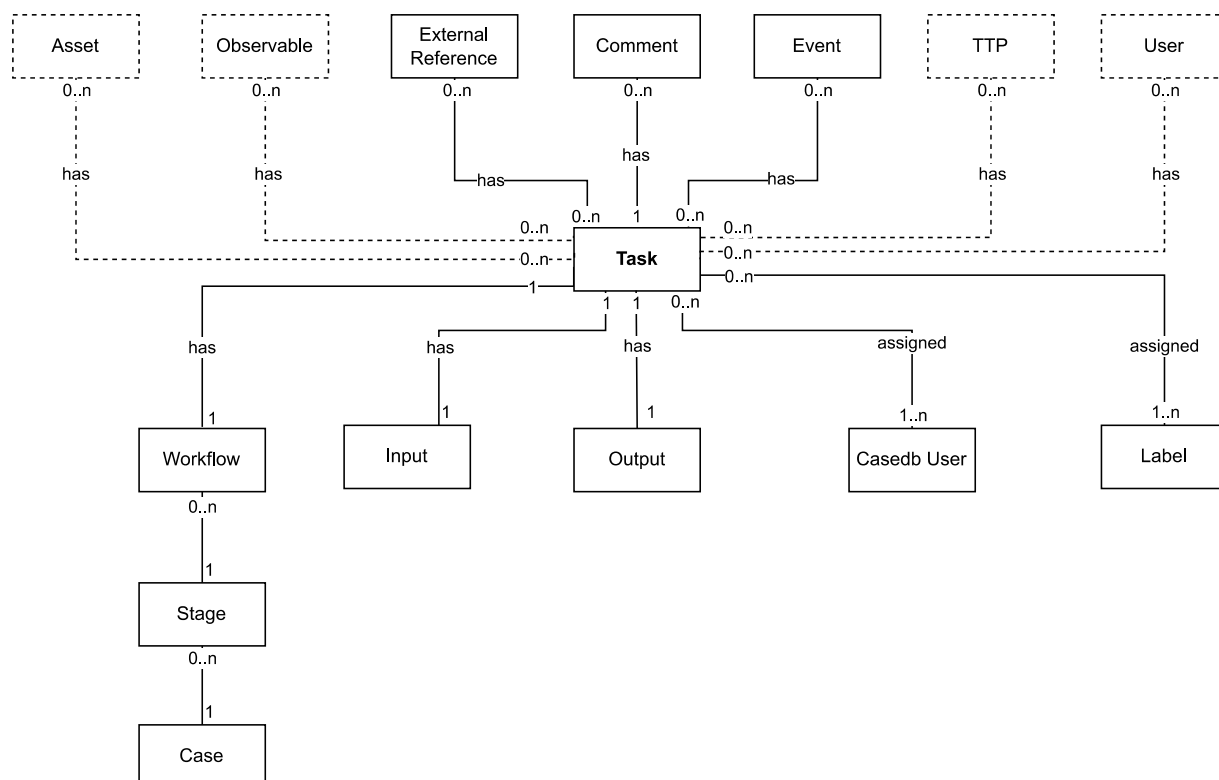 Asset
Observable
External
Reference
Comment
Event
TTP
User
0..n
0..n
0..n
0..n
0..n
0..n
0..n
has
has
has
has
has
has
has
0..n
1
0..n
0..n
0..n
0..n
0..n
Task
1
1
1
0..n
0..n
has
has
has
assigned
assigned
1
1
1
1..n
1..n
Workflow
Input
Output
Casedb User
Label
0..n
1
Stage
0..n
1
Case